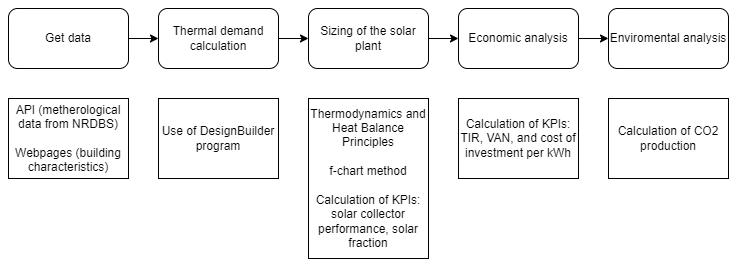 Get data
Thermal demand
calculation
Sizing of the solar
plant
Economic analysis
Enviromental analysis
API (metherological
data from NRDBS)
Webpages (building
characteristics)
Use of DesignBuilder
program
Thermodynamics and
Heat Balance
Principles
f-chart method
Calculation of KPIs:
solar collector
performance, solar
fraction
Calculation of KPIs:
TIR, VAN, and cost of
investment per kWh
Calculation of CO2
production